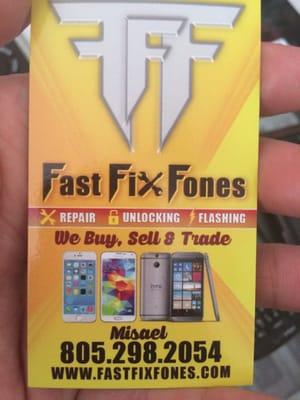 FFF
Fast Fix Fones
REPAIR UNLOCKING FLASHING
We Buy, Sell & Trade
hTC
Misael
805.298.2054
WWW.FASTFIXFONES.COM